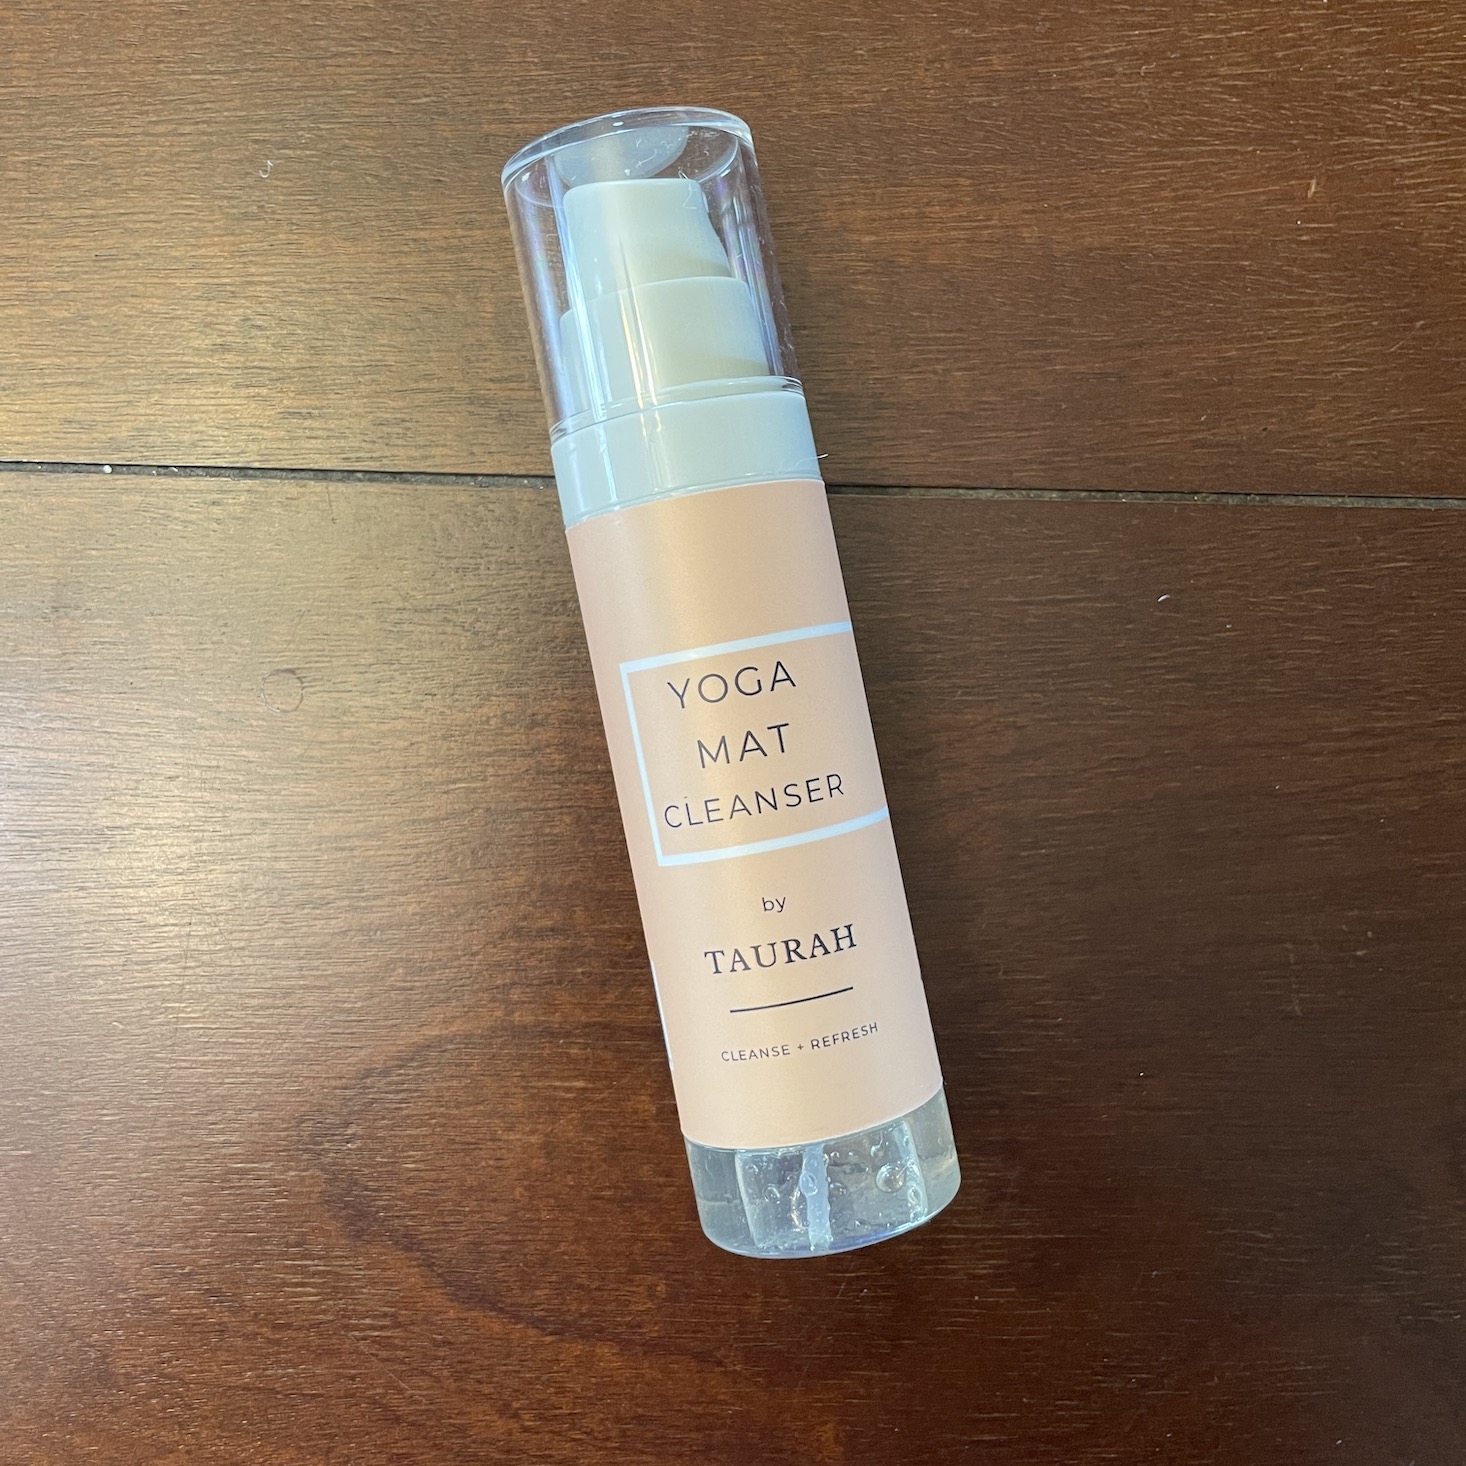 YOGA
MAT
CLEANSER
by
TAURAH
CLEANSE + REFRESH